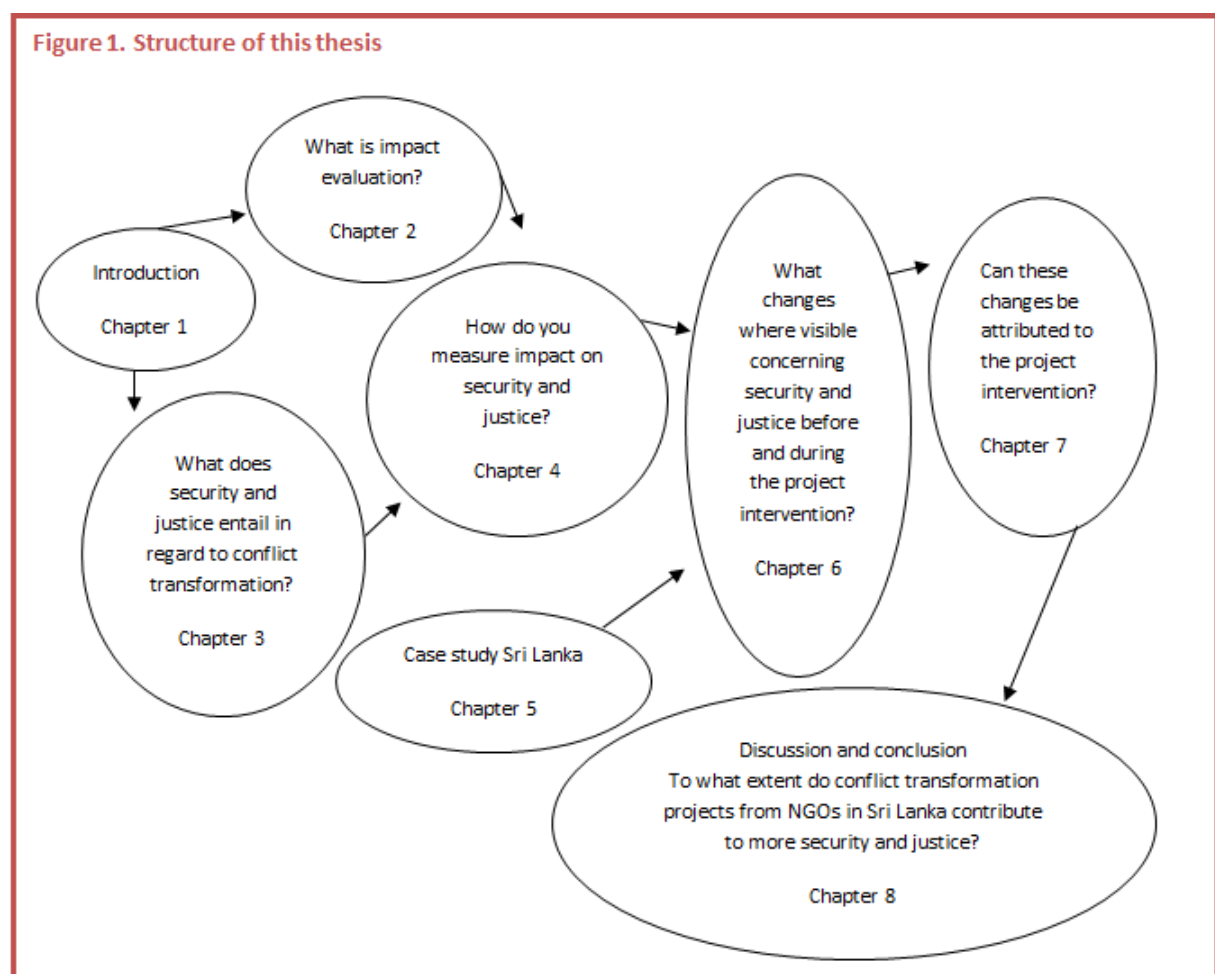 Figure 1. Structure of this thesis
What is impact
evaluation?
Chapter 2
Introduction
Chapter 1
What does
security and
justice entail in
regard to conflict
transformation?
Chapter 3
How do you
measure impact on
security and
justice?
Chapter 4
Case study Sri Lanka
Chapter 5
What
changes
where visible
concerning
security and
justice before
and during
the project
intervention?
Chapter 6
Can these
changes be
attributed to
the project
intervention?
Chapter 7
Discussion and conclusion
To what extent do conflict transformation
projects from NGOs in Sri Lanka contribute
to more security and justice?
Chapter 8